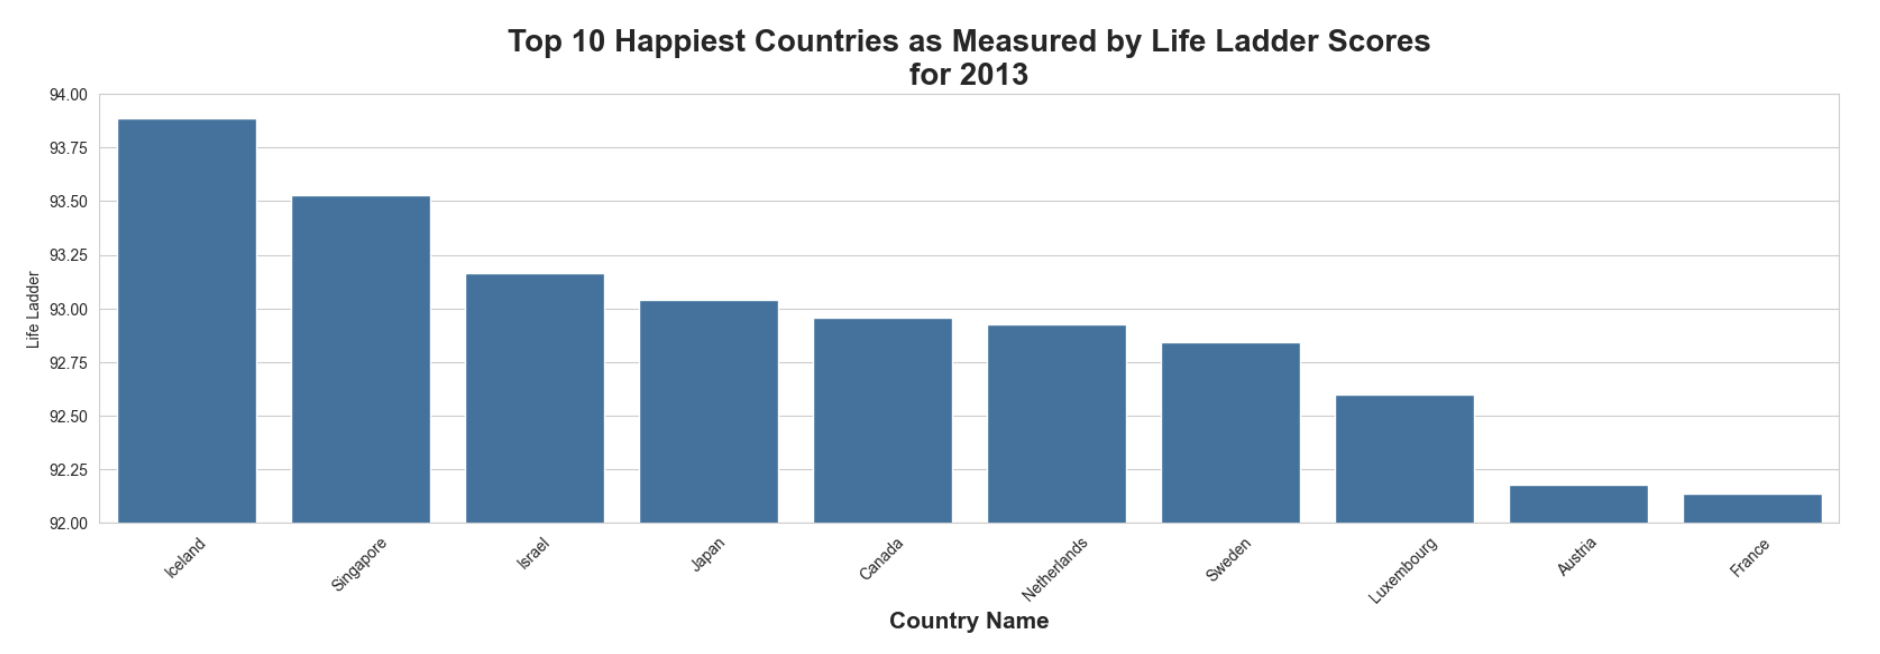 Top 10 Happiest Countries as Measured by Life Ladder Scores
for 2013
94.00
93.75
93.50
93.25
93.00
92.75
92.50
92.25
92.00
Life Ladder
Iceland
Singapore
Israel
Japan
Canada
Netherlands
Sweden
Luxembourg
Austria
France
Country Name